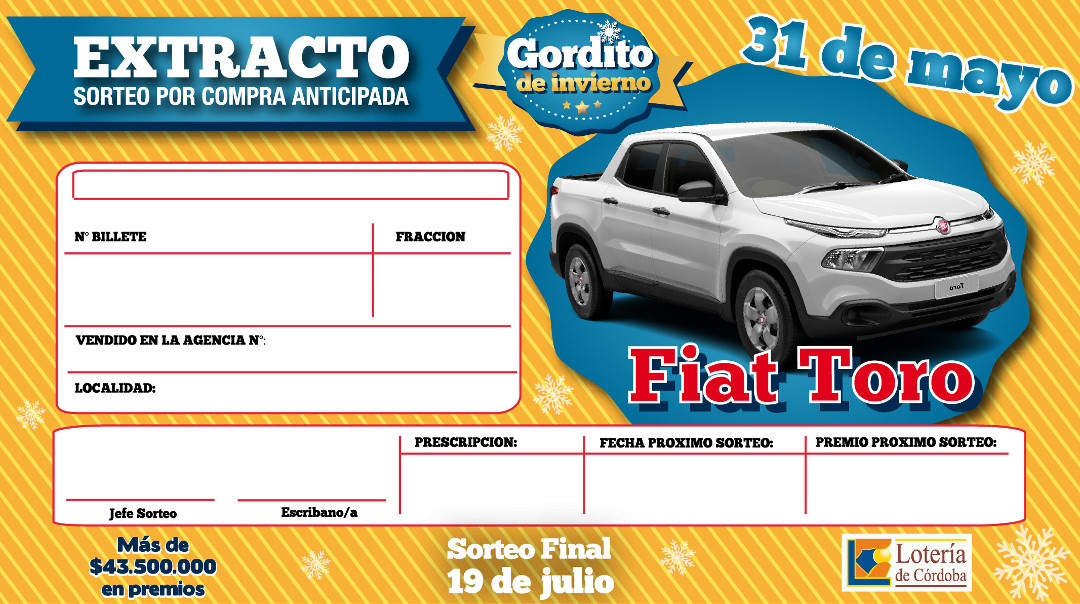 EXTRACTO
SORTEO POR COMPRA ANTICIPADA
Gordito
de invierno
31 de mayo
N° BILLETE
FRACCION
VENDIDO EN LA AGENCIA N°:
LOCALIDAD:
Toro
Fiat Toro
PRESCRIPCION:
FECHA PROXIMO SORTEO:
PREMIO PROXIMO SORTEO:
Jefe Sorteo
Escribano/a
Más de
$43.500.000
en premios
Sorteo Final
19 de julio
Lotería
de Córdoba